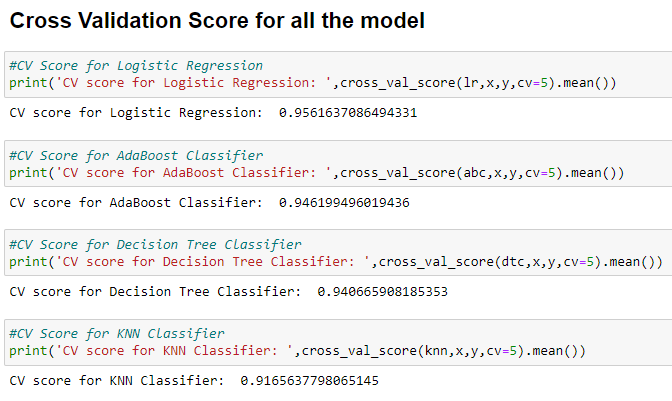 Cross Validation Score for all the model
#CV Score for Logistic Regression
print('CV score for Logistic Regression: ',cross_val_score(lr,x,y,cv=5).mean())
CV score for Logistic Regression:  0.9561637086494331
#CV Score for AdaBoost Classifier
print('CV score for AdaBoost Classifier: ',cross_val_score(abc,x,y,cv=5).mean())
CV score for AdaBoost Classifier:  0.946199496019436
#CV Score for Decision Tree Classifier
print('CV score for Decision Tree Classifier: ',cross_val_score(dtc,x,y,cv=5).mean())
CV score for Decision Tree Classifier:  0.940665908185353
#CV Score for KNN Classifier
print('CV score for KNN Classifier: ',cross_val_score(knn,x,y,cv=5).mean())
CV score for KNN Classifier:  0.9165637798065145